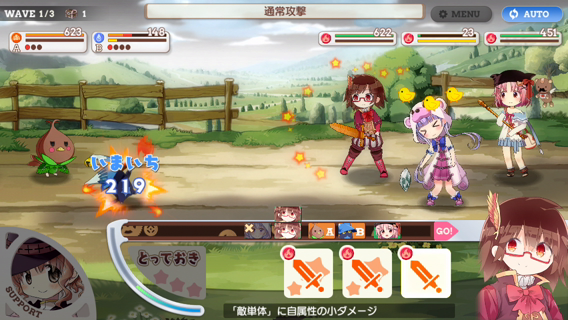 WAVE 1/3 1
通常攻撃
MENU
AUTO
623
148
622
23
451
A
B
いまいち
219
A
B
GO!
とっておき
SUPPORT
「敵単体」に自属性の小ダメージ